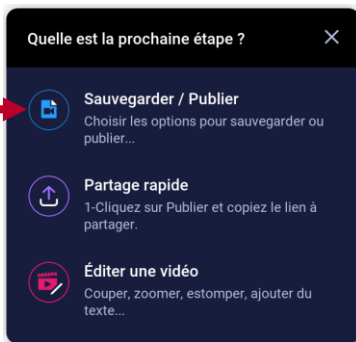 Quelle est la prochaine étape ?
Sauvegarder / Publier
Choisir les options pour sauvegarder ou
publier...
Partage rapide
1-Cliquez sur Publier et copiez le lien à
partager.
Éditer une vidéo
Couper, zoomer, estomper, ajouter du
texte...